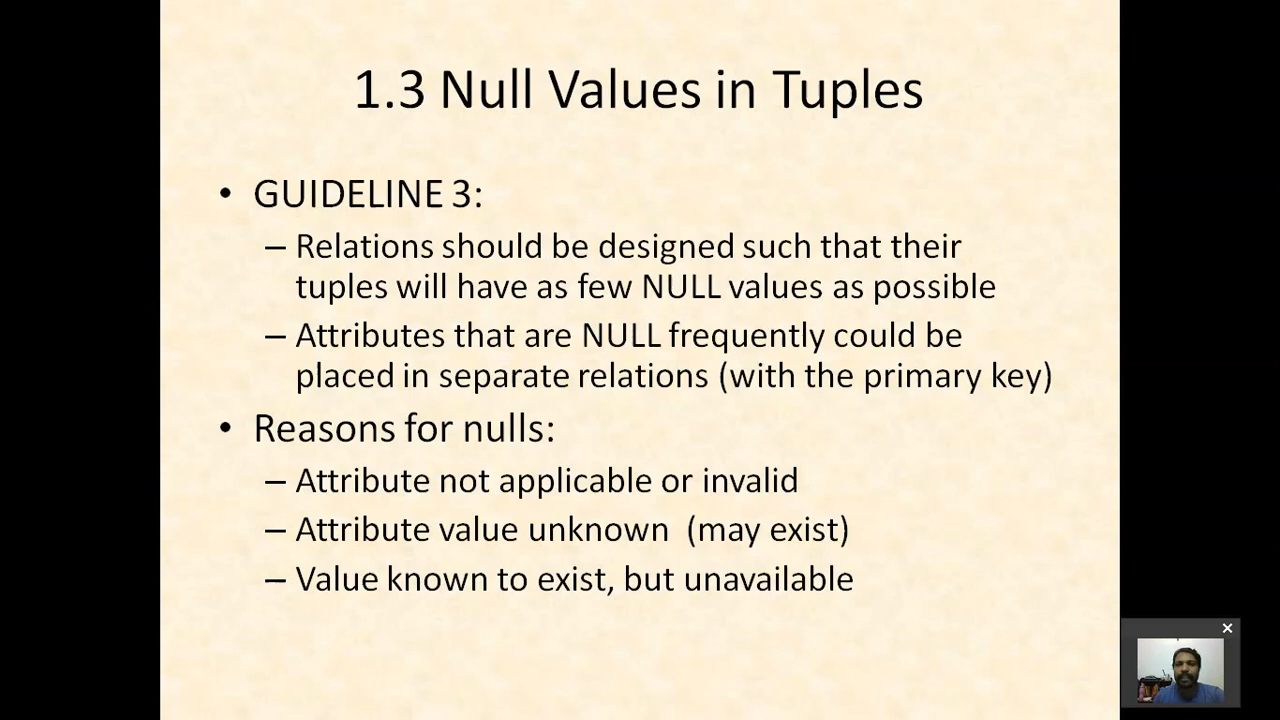 1.3 Null Values in Tuples
• GUIDELINE 3:
– Relations should be designed such that their
tuples will have as few NULL values as possible
– Attributes that are NULL frequently could be
placed in separate relations (with the primary key)
• Reasons for nulls:
– Attribute not applicable or invalid
– Attribute value unknown  (may exist)
– Value known to exist, but unavailable